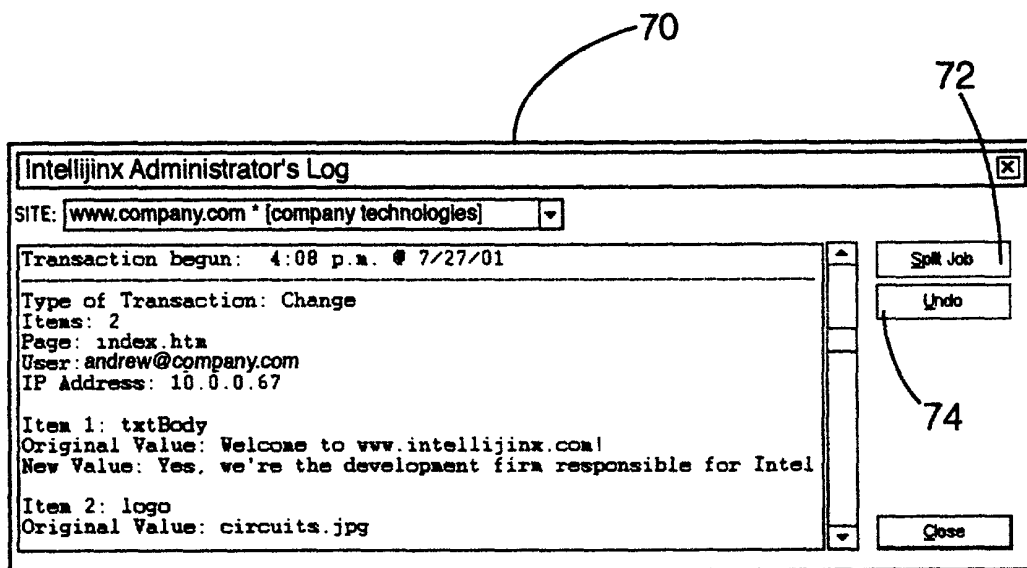 70
72
Intellijinx Administrator's Log
SITE: www.company.com * [company technologies]
Transaction begun: 4:08 p.m. @ 7/27/01
Split Job
Type of Transaction: Change
Undo
Items: 2
Page: index.htm
User: andrew@company.com
IP Address: 10.0.0.67
74
Item 1: txtBody
Original Value: Welcome to www.intellijinx.com!
New Value: Yes, we're the development firm responsible for Intel
Item 2: logo
Original Value: circuits.jpg
Close